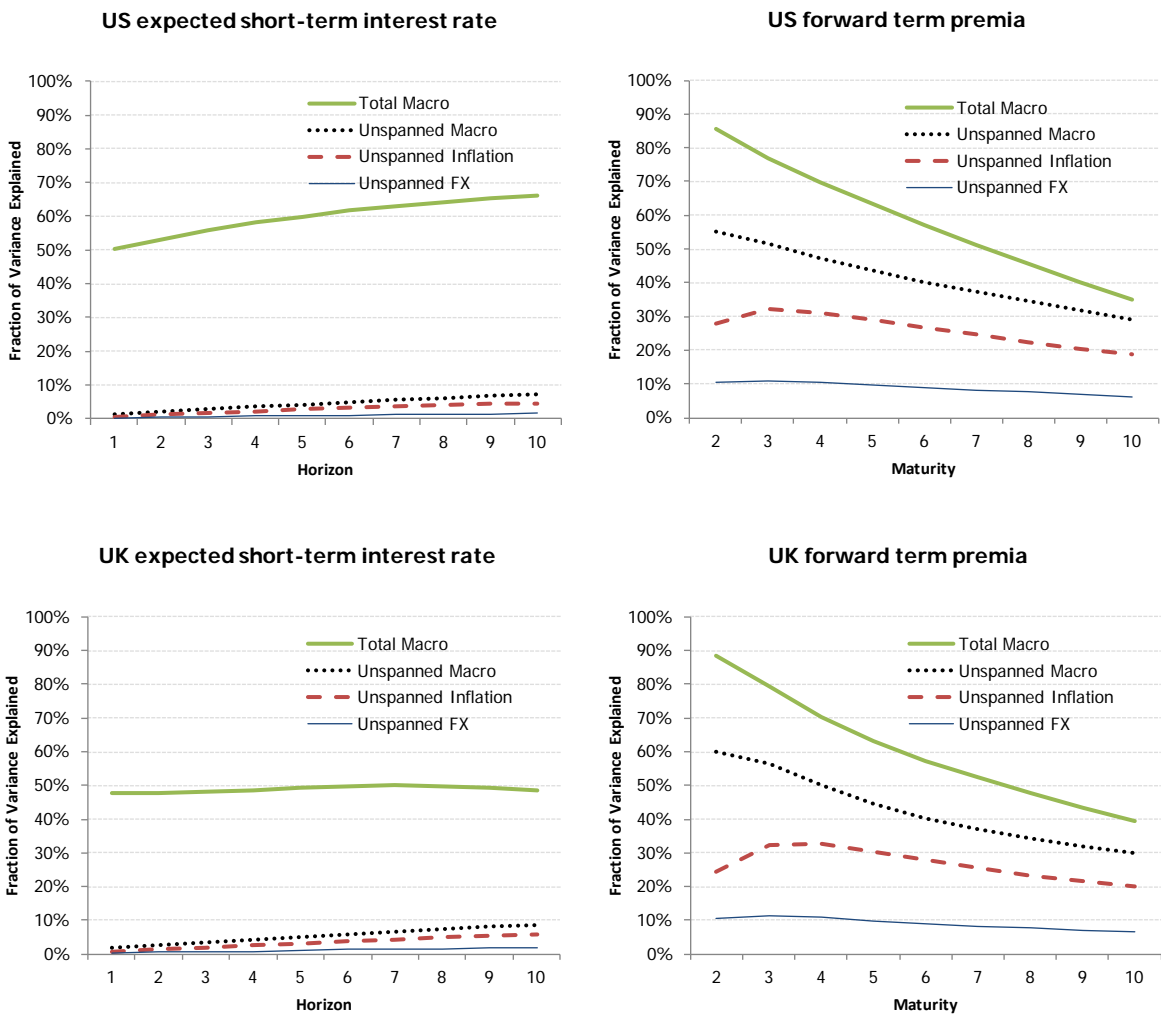 US expected short-term interest rate
100%
90%
80%
70%
60%
50%
40%
30%
20%
10%
0%
Fraction of Variance Explained
Total Macro
Unspanned Macro
Unspanned Inflation
Unspanned FX
1 2 3 4 5 6 7 8 9 10
Horizon
US forward term premia
100%
90%
80%
70%
60%
50%
40%
30%
20%
10%
0%
Fraction of Variance Explained
Total Macro
Unspanned Macro
Unspanned Inflation
Unspanned FX
2 3 4 5 6 7 8 9 10
Maturity
UK expected short-term interest rate
100%
90%
80%
70%
60%
50%
40%
30%
20%
10%
0%
Fraction of Variance Explained
Total Macro
Unspanned Macro
Unspanned Inflation
Unspanned FX
1 2 3 4 5 6 7 8 9 10
Horizon
UK forward term premia
100%
90%
80%
70%
60%
50%
40%
30%
20%
10%
0%
Fraction of Variance Explained
Total Macro
Unspanned Macro
Unspanned Inflation
Unspanned FX
2 3 4 5 6 7 8 9 10
Maturity